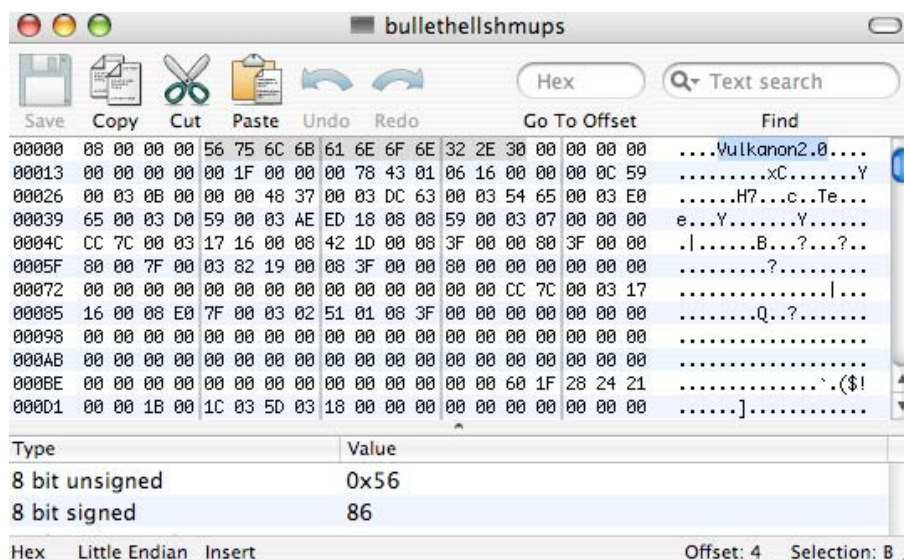 bullethellshmups
Save Copy Cut Paste Undo Redo Hex Go To Offset Text search Find
00000 08 00 00 00 56 75 6C 6B 61 6E 6F 6E 32 2E 30 00 00 00 00 ....Vulkanon2.0....
00013 00 00 00 00 00 1F 00 00 00 78 43 01 06 16 00 00 00 0C 59 .........xC.......Y
00026 00 03 0B 00 00 00 48 37 00 03 DC 63 00 03 54 65 00 03 E0 ......H7...c..Te...
00039 65 00 03 D0 59 00 03 AE ED 18 08 08 59 00 03 07 00 00 00 e...Y.......Y......
0004C CC 7C 00 03 17 16 00 08 42 1D 00 08 3F 00 00 80 3F 00 00 .|......B...?...?..
0005F 80 00 7F 00 03 82 19 00 08 3F 00 00 80 00 00 00 00 00 00 .........?.........
00072 00 00 00 00 00 00 00 00 00 00 00 00 00 00 CC 7C 00 03 17 ...............|...
00085 16 00 08 E0 7F 00 03 02 51 01 08 3F 00 00 00 00 00 00 00 ........Q..?.......
00098 00 00 00 00 00 00 00 00 00 00 00 00 00 00 00 00 00 00 00 ...................
000AB 00 00 00 00 00 00 00 00 00 00 00 00 00 00 00 00 00 00 00 ...................
000BE 00 00 00 00 00 00 00 00 00 00 00 00 00 00 60 1F 28 24 21 ..............`.($!
000D1 00 00 1B 00 1C 03 5D 03 18 00 00 00 00 00 00 00 00 00 00 ......]............
Type Value
8 bit unsigned 0x56
8 bit signed 86
Hex Little Endian Insert Offset: 4 Selection: B